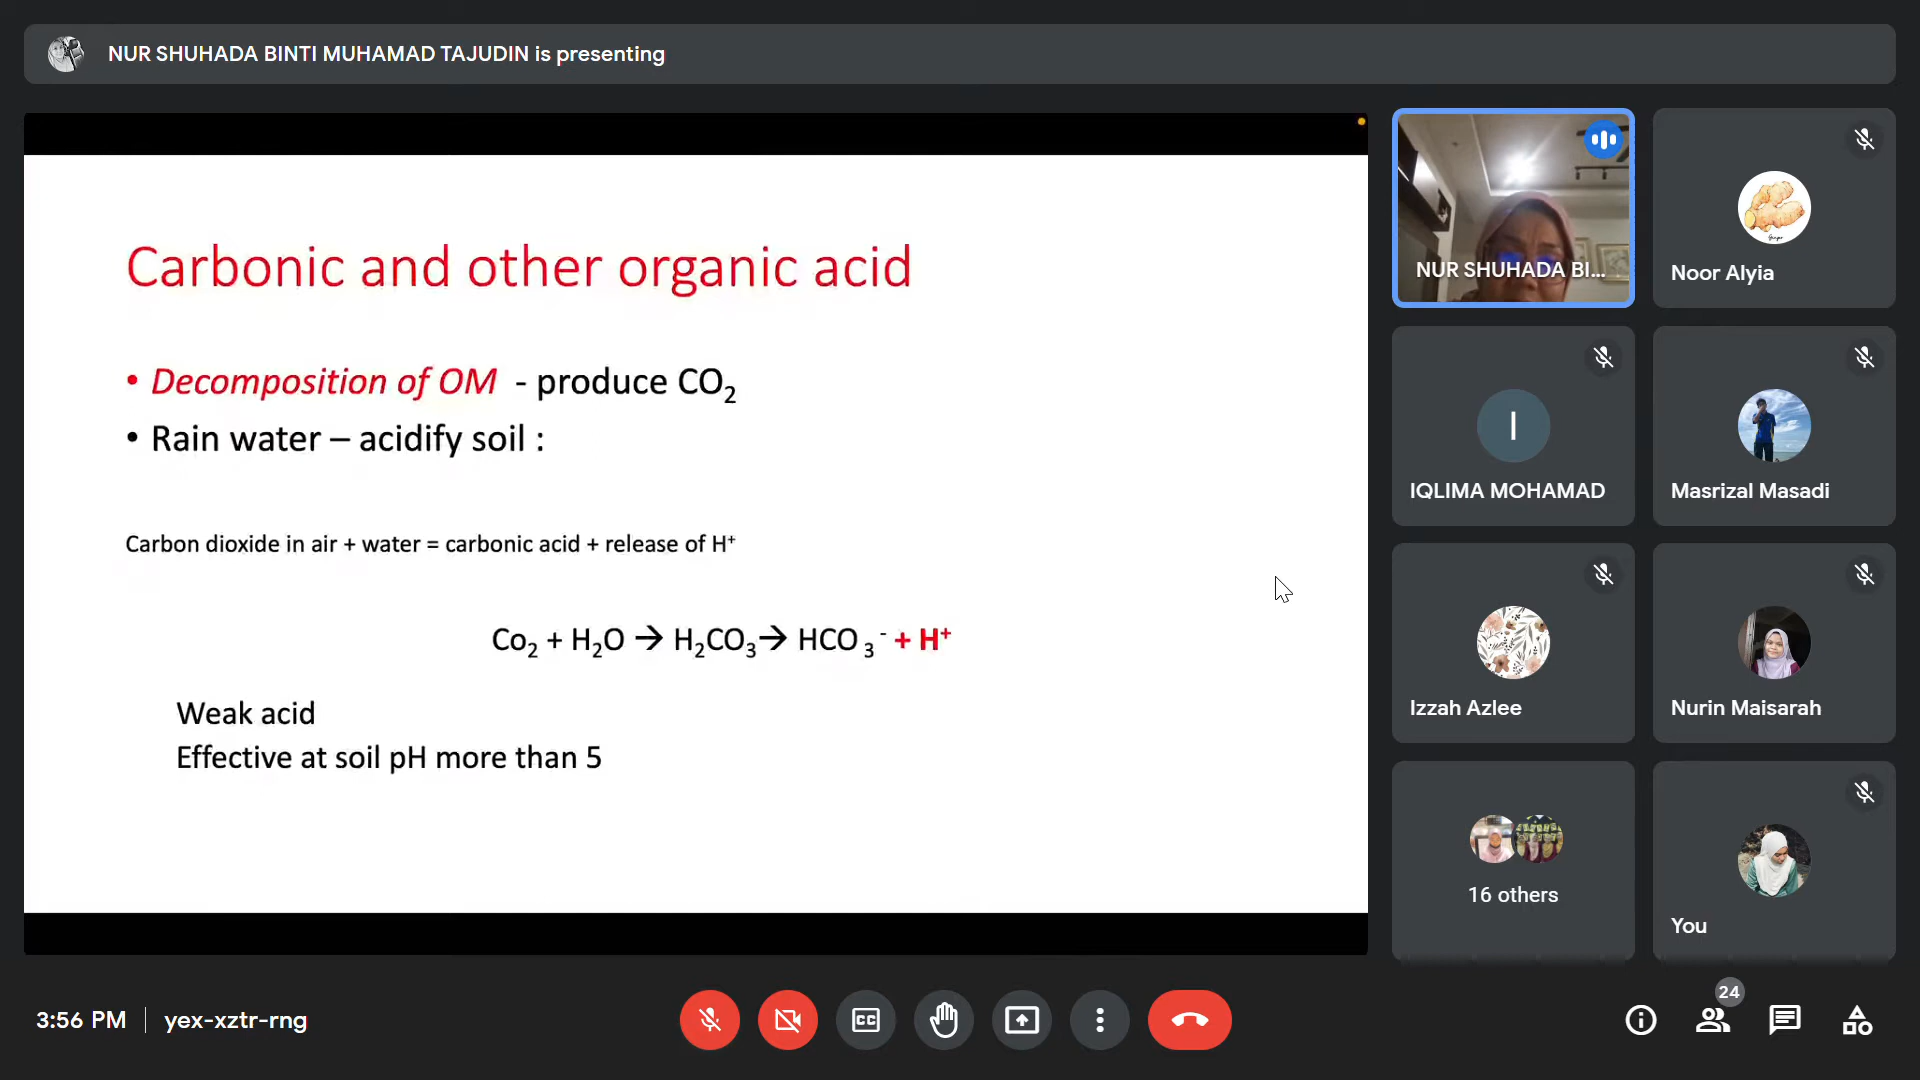 NUR SHUHADA BINTI MUHAMAD TAJUDIN is presenting
Carbonic and other organic acid
• Decomposition of OM - produce CO₂
• Rain water – acidify soil :
Carbon dioxide in air + water = carbonic acid + release of H⁺
Co₂ + H₂O → H₂CO₃→ HCO ₃⁻ + H⁺
Weak acid
Effective at soil pH more than 5
NUR SHUHADA BI...
Noor Alyia
I
IQLIMA MOHAMAD
Masrizal Masadi
Izzah Azlee
Nurin Maisarah
16 others
You
3:56 PM | yex-xztr-rng
CC
24